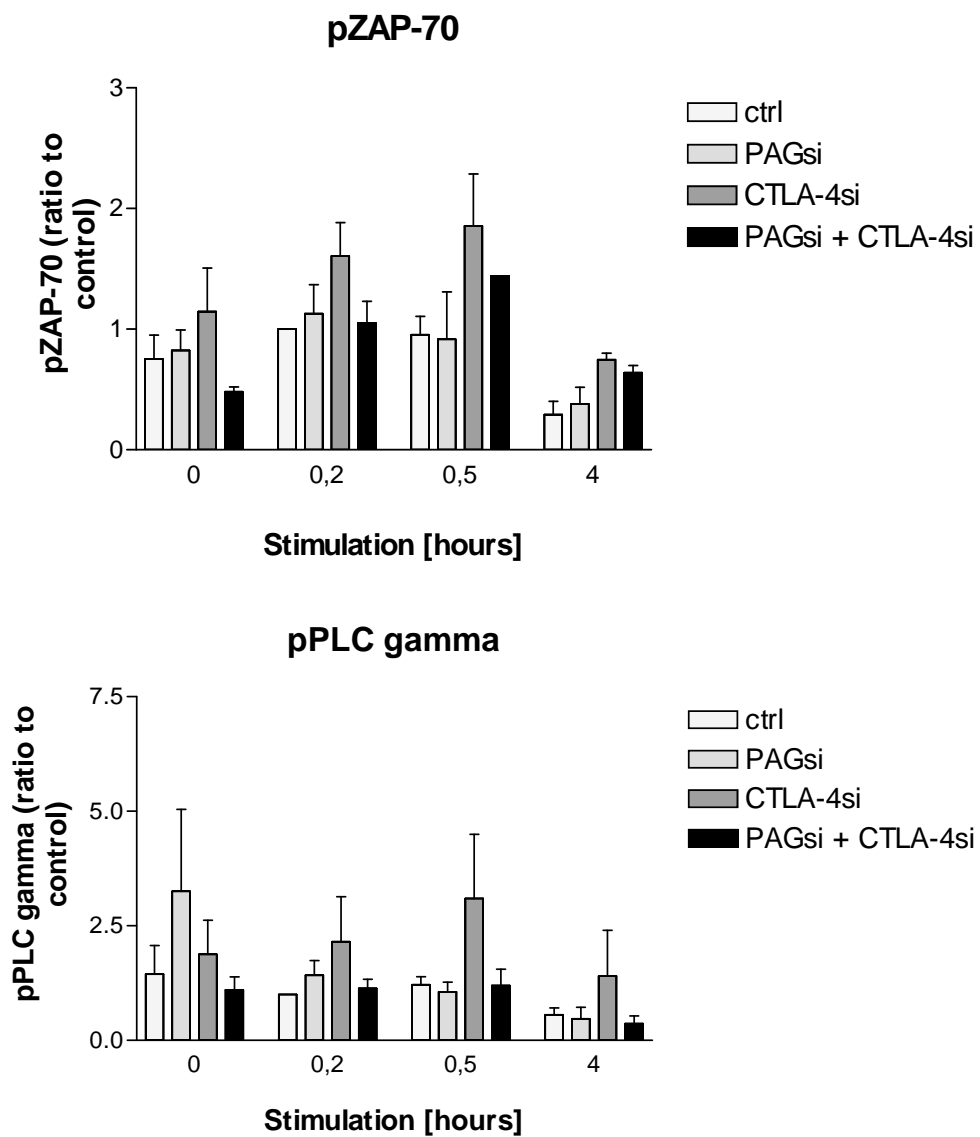 pZAP-70
pZAP-70 (ratio to
control)
3
2
1
0
0
0,2
0,5
4
Stimulation [hours]
ctrl
PAGsi
CTLA-4si
PAGsi + CTLA-4si
pPLC gamma
pPLC gamma (ratio to
control)
7.5
5.0
2.5
0.0
0
0,2
0,5
4
Stimulation [hours]
ctrl
PAGsi
CTLA-4si
PAGsi + CTLA-4si